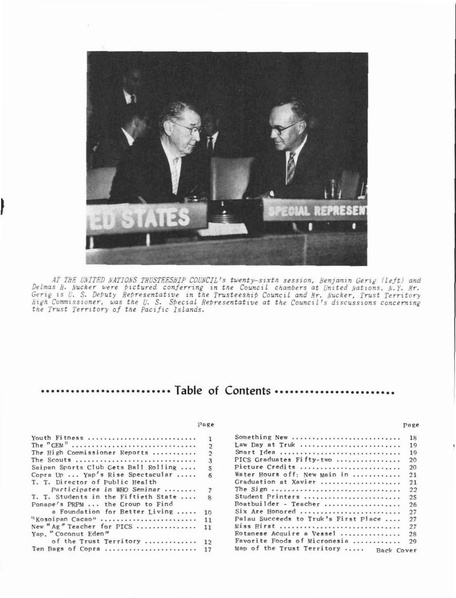 ED STATES
SPECIAL REPRESENT
AT THE UNITED NATIONS TRUSTEESHIP COUNCIL's twenty-sixth session, Benjamin Gerig (left) and
Delmas H. Nucker were pictured conferring in the Council chambers at United Nations, N.Y. Mr.
Gerig is U. S. Deputy Representative in the Trusteeship Council and Mr. Nucker, Trust Territory
High Commissioner, was the U. S. Special Representative at the Council's discussions concerning
the Trust Territory of the Pacific Islands.
Table of Contents
Page
Youth Fitness 1
The "CEM" 2
The High Commissioner Reports 2
The Scouts 3
Saipan Sports Club Gets Ball Rolling 5
Copra Up ... Yap's Rise Spectacular 6
T. T. Director of Public Health
Participates in WHO Seminar 7
T. T. Students in the Fiftieth State 8
Ponape's PRPM ... the Group to Find
a Foundation for Better Living 10
"Kosoipan Cacao" 11
New "Ag" Teacher for PICS 11
Yap, "Coconut Eden"
of the Trust Territory 12
Ten Bags of Copra 17
Page
Something New 18
Law Day at Truk 19
Smart Idea 19
PICS Graduates Fifty-two 20
Picture Credits 20
Water Hours off: New Main in 21
Graduation at Xavier 21
The Sign 22
Student Printers 25
Boatbuilder - Teacher 26
Six Are Honored 27
Palau Succeeds to Truk's First Place 27
Miss First 27
Rotanese Acquire a Vessel 28
Favorite Foods of Micronesia 29
Map of the Trust Territory Back Cover